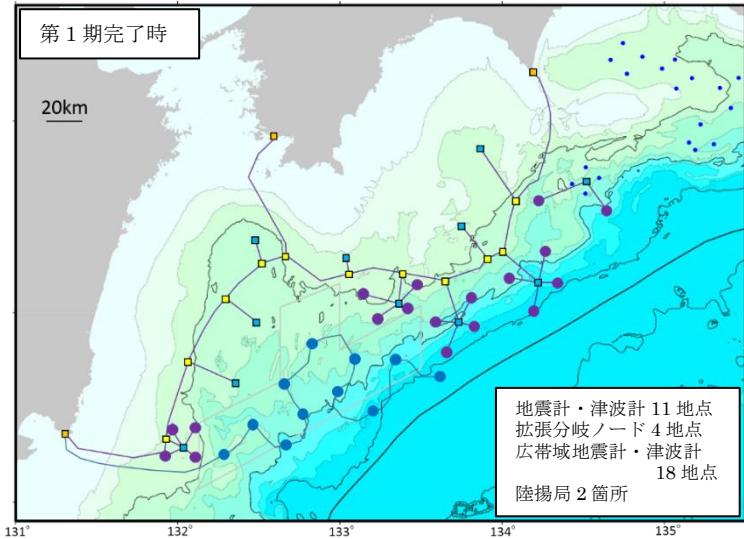 第1期完了時
20km
地震計・津波計 11 地点
拡張分岐ノード 4 地点
広帯域地震計・津波計
18 地点
陸揚局 2 箇所
131° 132° 133° 134° 135°